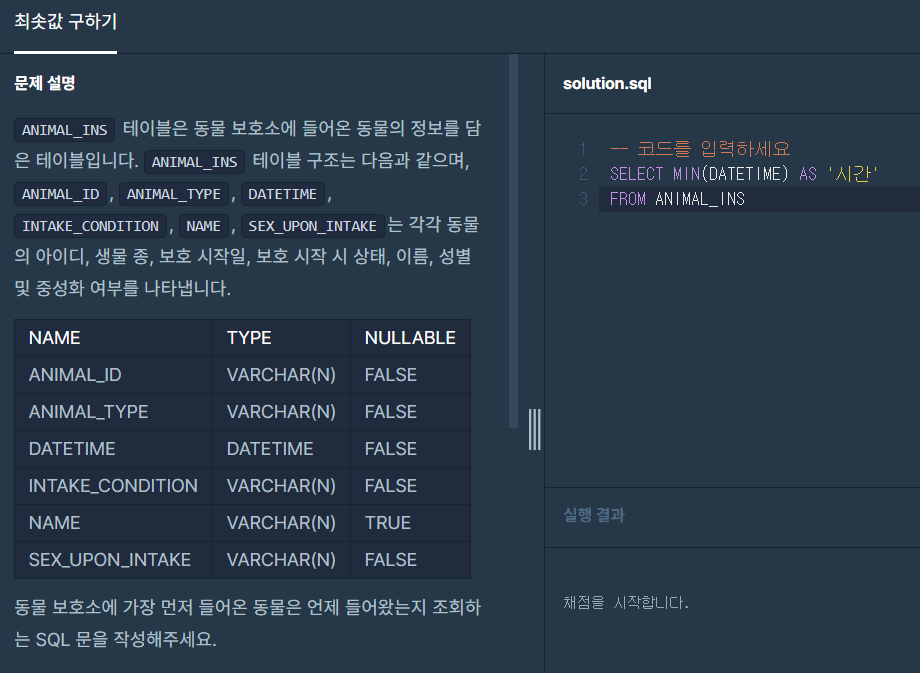 최솟값 구하기
문제 설명
ANIMAL_INS 테이블은 동물 보호소에 들어온 동물의 정보를 담
은 테이블입니다. ANIMAL_INS 테이블 구조는 다음과 같으며,
ANIMAL_ID , ANIMAL_TYPE , DATETIME ,
INTAKE_CONDITION , NAME , SEX_UPON_INTAKE 는 각각 동물
의 아이디, 생물 종, 보호 시작일, 보호 시작 시 상태, 이름, 성별
및 중성화 여부를 나타냅니다.
NAME TYPE NULLABLE
ANIMAL_ID VARCHAR(N) FALSE
ANIMAL_TYPE VARCHAR(N) FALSE
DATETIME DATETIME FALSE
INTAKE_CONDITION VARCHAR(N) FALSE
NAME VARCHAR(N) TRUE
SEX_UPON_INTAKE VARCHAR(N) FALSE
동물 보호소에 가장 먼저 들어온 동물은 언제 들어왔는지 조회하
는 SQL 문을 작성해주세요.
solution.sql
1 -- 코드를 입력하세요
2 SELECT MIN(DATETIME) AS '시간'
3 FROM ANIMAL_INS
실행 결과
채점을 시작합니다.